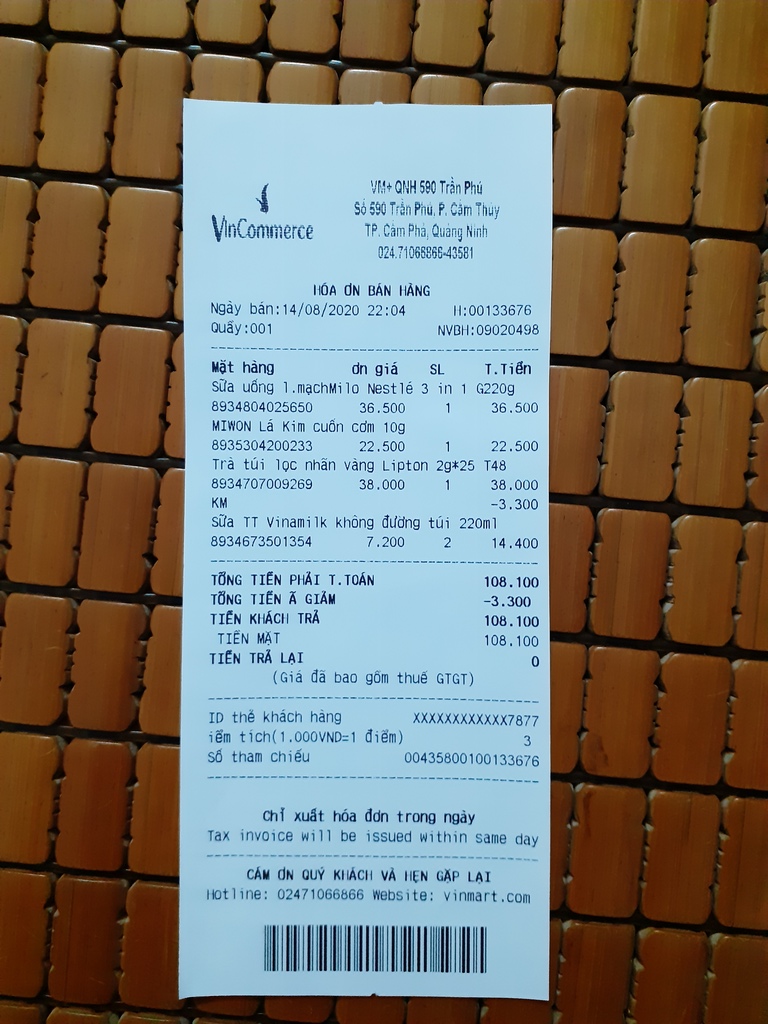 VinCommerce
VM+ QNH 590 Trần Phú
Số 590 Trần Phú, P. Cẩm Thủy
TP. Cẩm Phả, Quảng Ninh
024.71066866-43581
HÓA ƠN BÁN HÀNG
Ngày bán:14/08/2020 22:04 H:00133676
Quầy:001 NVBH:09020498
Mặt hàng ơn giá SL T.Tiền
Sữa uống l.mạchMilo Nestlé 3 in 1 G220g
8934804025650 36.500 1 36.500
MIWON Lá Kim cuốn cơm 10g
8935304200233 22.500 1 22.500
Trà túi lọc nhãn vàng Lipton 2g*25 T48
8934707009269 38.000 1 38.000
KM -3.300
Sữa TT Vinamilk không đường túi 220ml
8934673501354 7.200 2 14.400
TỔNG TIỀN PHẢI T.TOÁN 108.100
TỔNG TIỀN Ã GIẢM -3.300
TIỀN KHÁCH TRẢ 108.100
TIỀN MẶT 108.100
TIỀN TRẢ LẠI 0
(Giá đã bao gồm thuế GTGT)
ID thẻ khách hàng XXXXXXXXXXXX7877
iểm tích(1.000VND=1 điểm) 3
Số tham chiếu 00435800100133676
Chỉ xuất hóa đơn trong ngày
Tax invoice will be issued within same day
CẢM ƠN QUÝ KHÁCH VÀ HẸN GẶP LẠI
Hotline: 02471066866 Website: vinmart.com